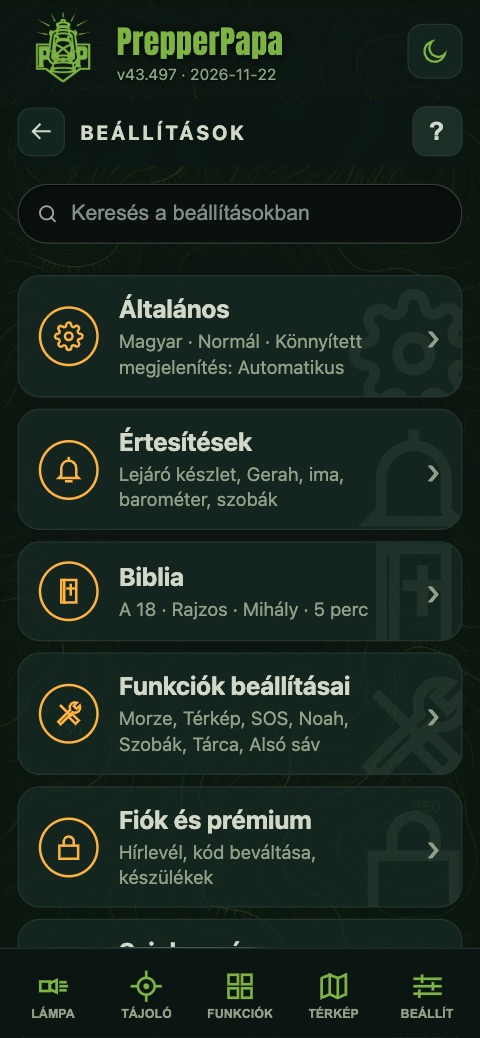 PrepperPapa
v43.497 · 2026-11-22
BEÁLLÍTÁSOK
?
Keresés a beállításokban
Általános
Magyar · Normál · Könnyített
megjelenítés: Automatikus
Értesítések
Lejáró készlet, Gerah, ima,
barométer, szobák
Biblia
A 18 · Rajzos · Mihály · 5 perc
Funkciók beállításai
Morze, Térkép, SOS, Noah,
Szobák, Tárca, Alsó sáv
Fiók és prémium
Hírlevél, kód beváltása,
készülékek
LÁMPA
TÁJOLÓ
FUNKCIÓK
TÉRKÉP
BEÁLLÍT